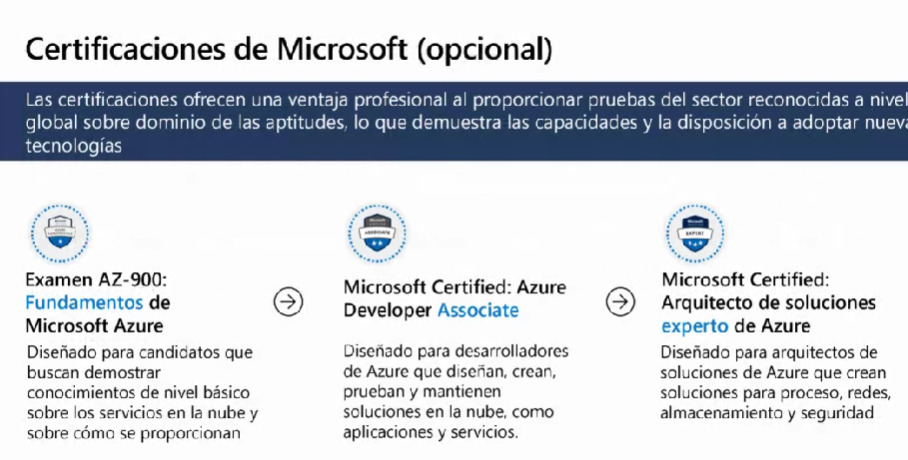 Certificaciones de Microsoft (opcional)
Las certificaciones ofrecen una ventaja profesional al proporcionar pruebas del sector reconocidas a nivel
global sobre dominio de las aptitudes, lo que demuestra las capacidades y la disposición a adoptar nueva
tecnologías
Examen AZ-900:
Fundamentos de
Microsoft Azure
Diseñado para candidatos que
buscan demostrar
conocimientos de nivel básico
sobre los servicios en la nube y
sobre cómo se proporcionan
ASSOCIATE
Microsoft Certified: Azure
Developer Associate
Diseñado para desarrolladores
de Azure que diseñan, crean,
prueban y mantienen
soluciones en la nube, como
aplicaciones y servicios.
EXPERT
Microsoft Certified:
Arquitecto de soluciones
experto de Azure
Diseñado para arquitectos de
soluciones de Azure que crean
soluciones para proceso, redes,
almacenamiento y seguridad